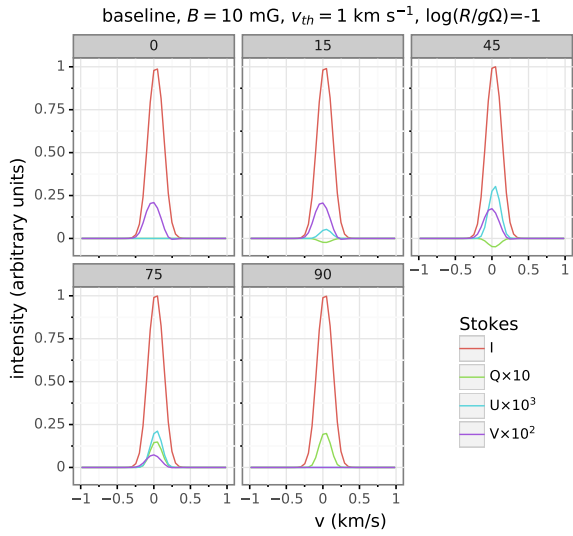 baseline, B = 10 mG, vₜₕ = 1 km s⁻¹, log(R/gΩ)=-1
0 15 45
1
0.75
0.50
0.25
0
−1 −0.5 0 0.5 1
75 90
1
0.75
0.50
0.25
0
−1 −0.5 0 0.5 1 −1 −0.5 0 0.5 1
intensity (arbitrary units)
v (km/s)
Stokes
I
Q×10
U×10³
V×10²